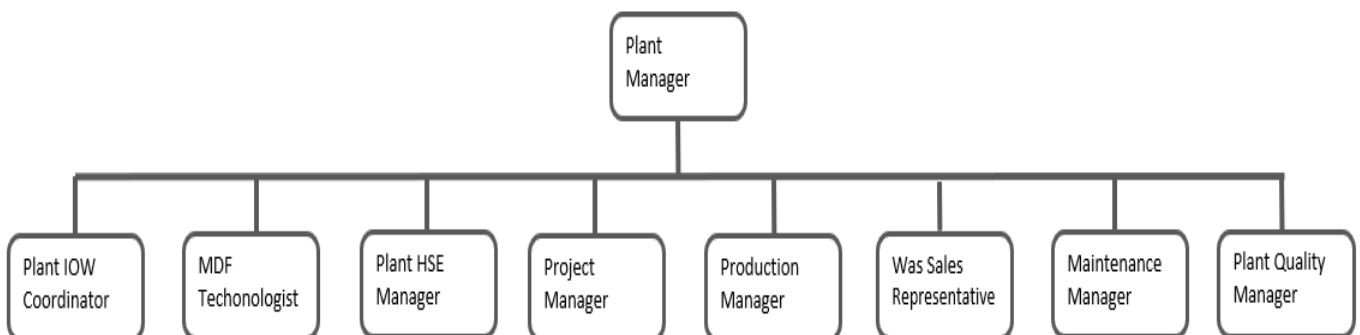 Plant
Manager
Plant IOW
Coordinator
MDF
Techonologist
Plant HSE
Manager
Project
Manager
Production
Manager
Was Sales
Representative
Maintenance
Manager
Plant Quality
Manager